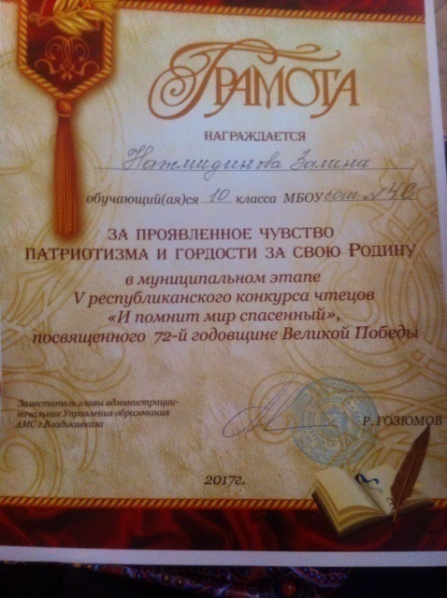 Грамота
НАГРАЖДАЕТСЯ
Нажмидинова Залина
обучающий(ая)ся 10 класса МБОУ сош №46
ЗА ПРОЯВЛЕННОЕ ЧУВСТВО
ПАТРИОТИЗМА И ГОРДОСТИ ЗА СВОЮ РОДИНУ
в муниципальном этапе
V республиканского конкурса чтецов
«И помнит мир спасенный»,
посвященного 72-й годовщине Великой Победы
Заместитель главы администрации-
начальник Управления образования
АМС г.Владикавказа
Р. ГОЗЮМОВ
2017г.